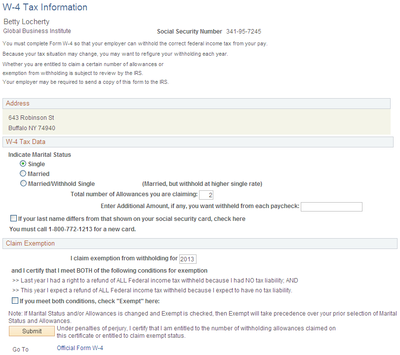 W-4 Tax Information
Betty Locherty
Global Business Institute Social Security Number 341-95-7245
You must complete Form W-4 so that your employer can withhold the correct federal income tax from your pay.
Because your tax situation may change, you may want to refigure your withholding each year.
Whether you are entitled to claim a certain number of allowances or
exemption from withholding is subject to review by the IRS.
Your employer may be required to send a copy of this form to the IRS.
Address
643 Robinson St
Buffalo NY 74940
W-4 Tax Data
Indicate Marital Status
Single
Married
Married/Withhold Single (Married, but withhold at higher single rate)
Total number of Allowances you are claiming: 2
Enter Additional Amount, if any, you want withheld from each paycheck:
If your last name differs from that shown on your social security card, check here
You must call 1-800-772-1213 for a new card.
Claim Exemption
I claim exemption from withholding for 2013
and I certify that I meet BOTH of the following conditions for exemption
>> Last year I had a right to a refund of ALL Federal income tax withheld because I had NO tax liability; AND
>> This year I expect a refund of ALL Federal income tax withheld because I expect to have no tax liability.
If you meet both conditions, check "Exempt" here:
Note: If Marital Status and/or Allowances is changed and Exempt is checked, then Exempt will take precedence over your prior selection of Marital
Status and Allowances.
Submit Under penalties of perjury, I certify that I am entitled to the number of withholding allowances claimed on
this certificate or entitled to claim exempt status.
Go To Official Form W-4